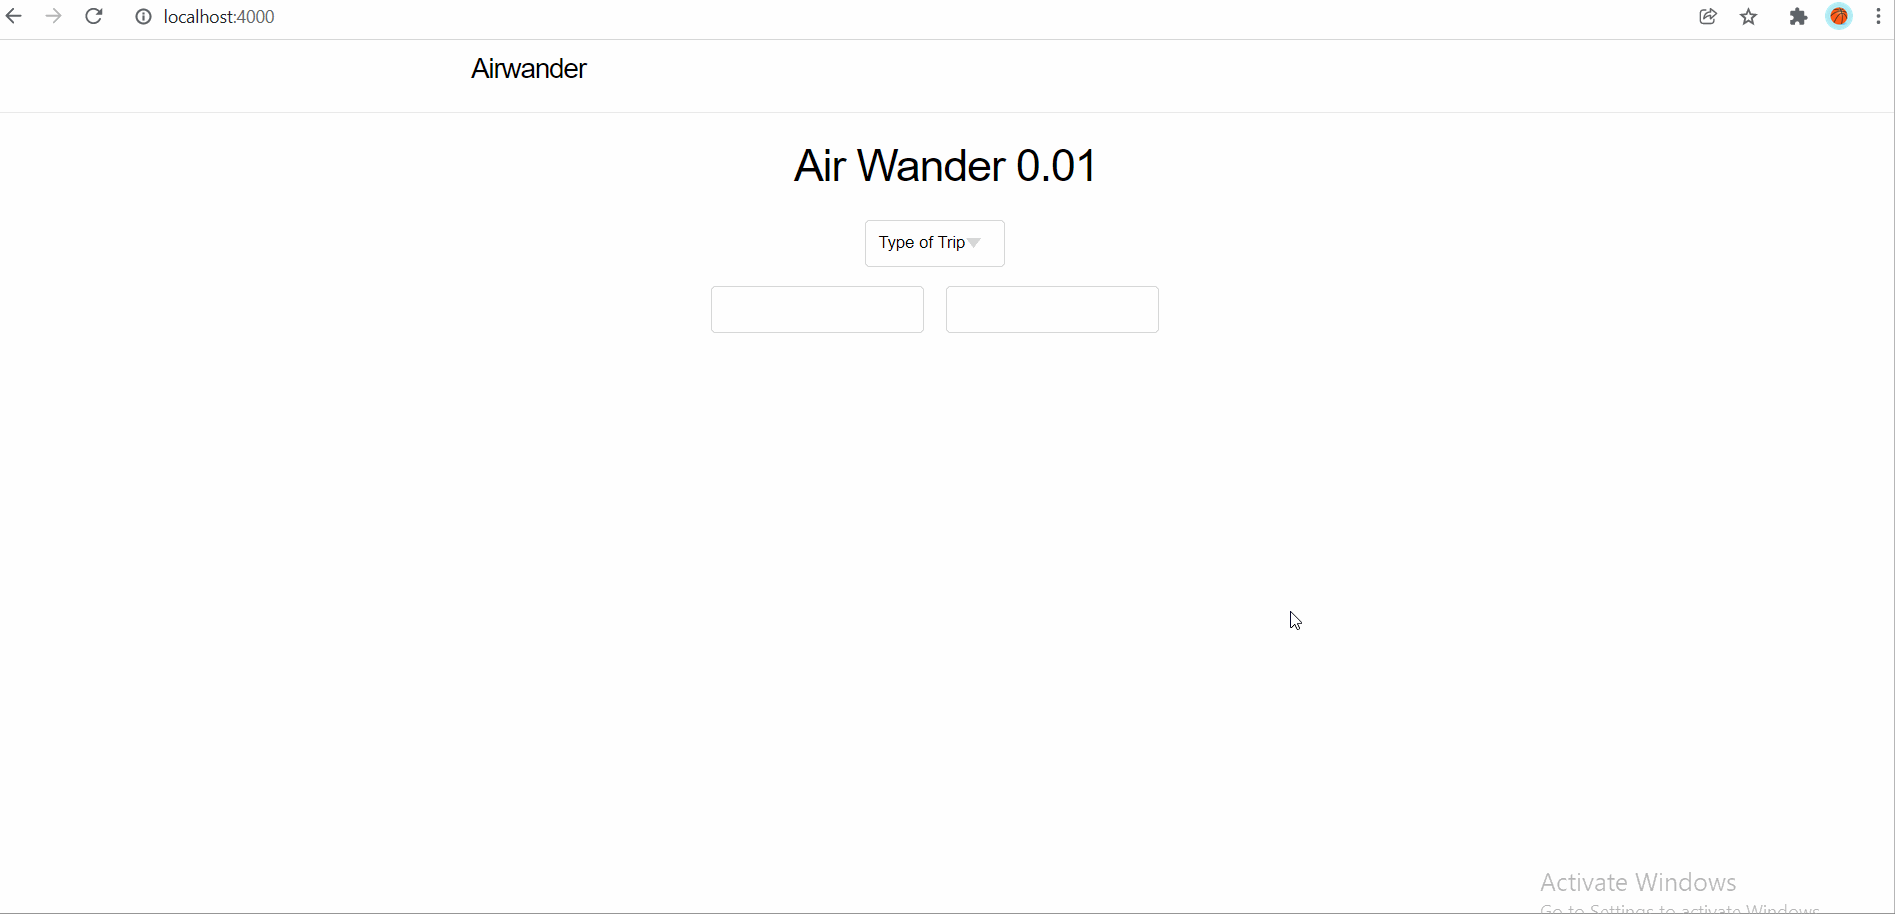 localhost:4000
Airwander
Air Wander 0.01
Type of Trip
Activate Windows
Go to Settings to activate Windows.